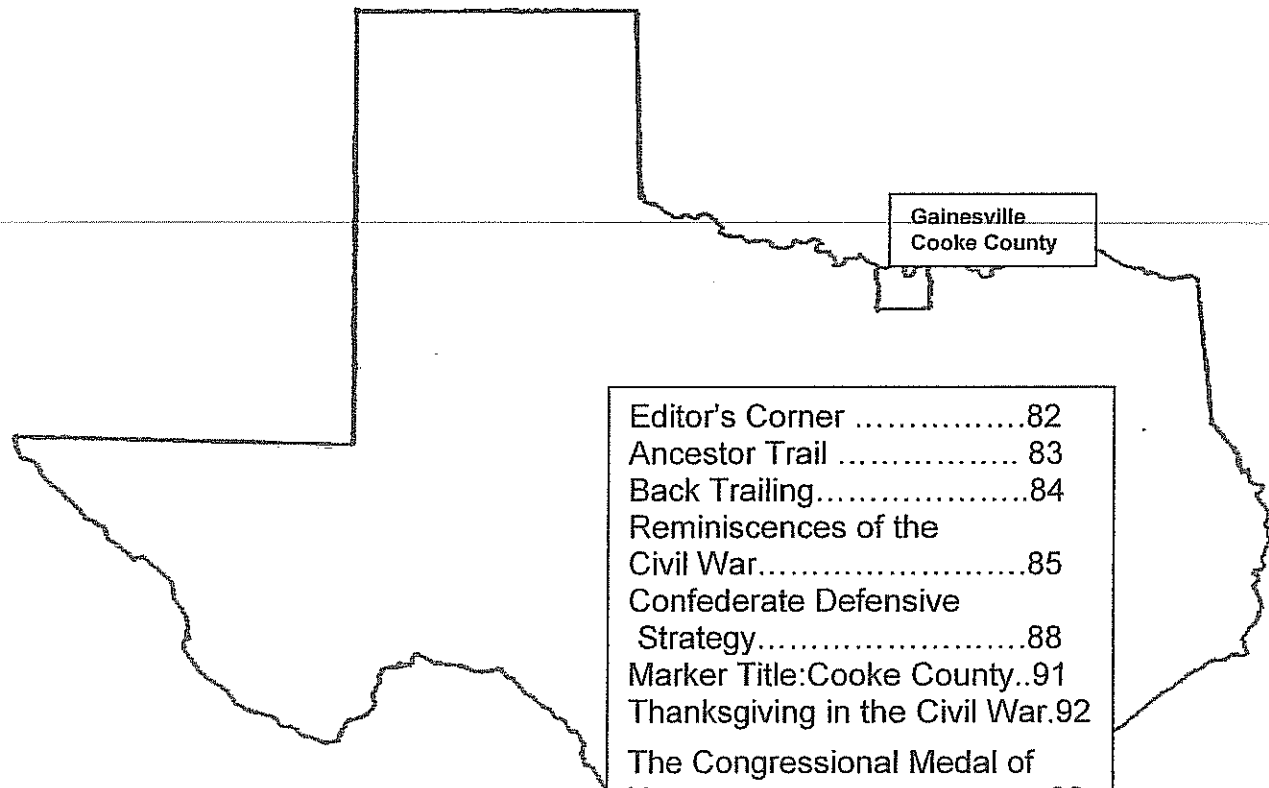 Gainesville
Cooke County
Editor's Corner ................82
Ancestor Trail .................. 83
Back Trailing.....................84
Reminiscences of the
Civil War...........................85
Confederate Defensive
Strategy...........................88
Marker Title:Cooke County..91
Thanksgiving in the Civil War.92
The Congressional Medal of